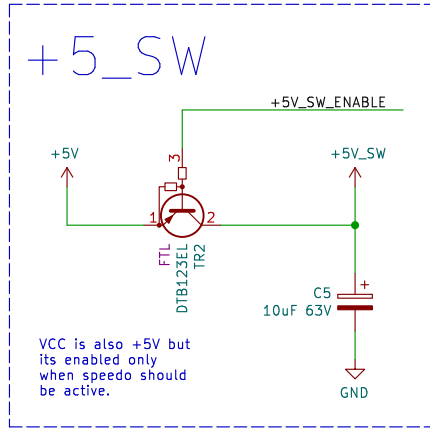 +5_SW
+5V_SW_ENABLE
+5V
3
+5V_SW
1
2
FTL
DTB123EL
TR2
C5
+
10uF 63V
VCC is also +5V but
its enabled only
when speedo should
be active.
GND